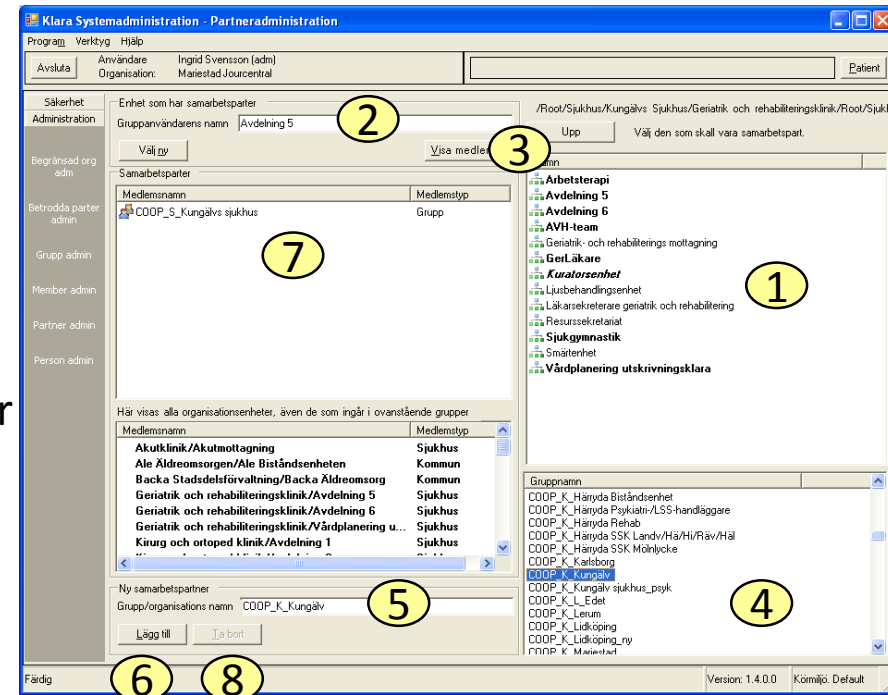 Klara Systemadministration - Partneradministration
Program Verktyg Hjälp
Avsluta
Användare Ingrid Svensson (adm)
Organisation: Mariestad Jourcentral
Patient
Säkerhet
Administration
Begränsad org adm
Betrodda parter admin
Grupp admin
Member admin
Partner admin
Person admin
r
Enhet som har samarbetsparter
Gruppanvändarens namn Avdelning 5
2
Välj ny
Visa medlem
3
Samarbetsparter
Medlemsnamn Medlemstyp
COOP_S_Kungälvs sjukhus Grupp
7
Här visas alla organisationsenheter, även de som ingår i ovanstående grupper
Medlemsnamn Medlemstyp
Akutklinik/Akutmottagning Sjukhus
Ale Äldreomsorgen/Ale Biståndsenheten Kommun
Backa Stadsdelsförvaltning/Backa Äldreomsorg Kommun
Geriatrik och rehabiliteringsklinik/Avdelning 5 Sjukhus
Geriatrik och rehabiliteringsklinik/Avdelning 6 Sjukhus
Geriatrik och rehabiliteringsklinik/Vårdplanering u... Sjukhus
Kirurg och ortoped klinik/Avdelning 1 Sjukhus
Ny samarbetspartner
Grupp/organisations namn COOP_K_Kungälv
5
Lägg till
Ta bort
6
8
/Root/Sjukhus/Kungälvs Sjukhus/Geriatrik och rehabiliteringsklinik/Root/Sjukl
Upp
Välj den som skall vara samarbetspart.
Arbetsterapi
Avdelning 5
Avdelning 6
AVH-team
Geriatrik- och rehabiliterings mottagning
GerLäkare
Kuratorsenhet
Ljusbehandlingsenhet
Läkarsekreterare geriatrik och rehabilitering
Resurssekretariat
Sjukgymnastik
Smärtenhet
Vårdplanering utskrivningsklara
1
Gruppnamn
COOP_K_Härryda Biståndsenhet
COOP_K_Härryda Psykiatri-/LSS-handläggare
COOP_K_Härryda Rehab
COOP_K_Härryda SSK Landv/Hä/Hi/Räv/Häl
COOP_K_Härryda SSK Mölnlycke
COOP_K_Karlsborg
COOP_K_Kungälv
COOP_K_Kungälv sjukhus_psyk
COOP_K_L_Edet
COOP_K_Lerum
COOP_K_Lidköping
COOP_K_Lidköping_ny
COOP_K_Mariestad
4
Färdig
Version: 1.4.0.0 Körmiljö. Default